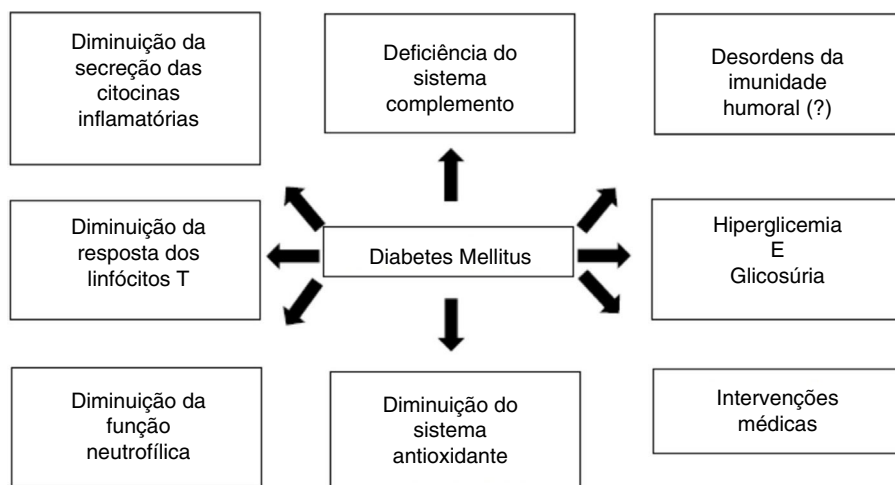 Diminuição da
secreção das
citocinas
inflamatórias
Deficiência do
sistema
complemento
Desordens da
imunidade
humoral (?)
Diminuição da
resposta dos
linfócitos T
Diabetes Mellitus
Hiperglicemia
E
Glicosúria
Diminuição da
função
neutrofílica
Diminuição do
sistema
antioxidante
Intervenções
médicas